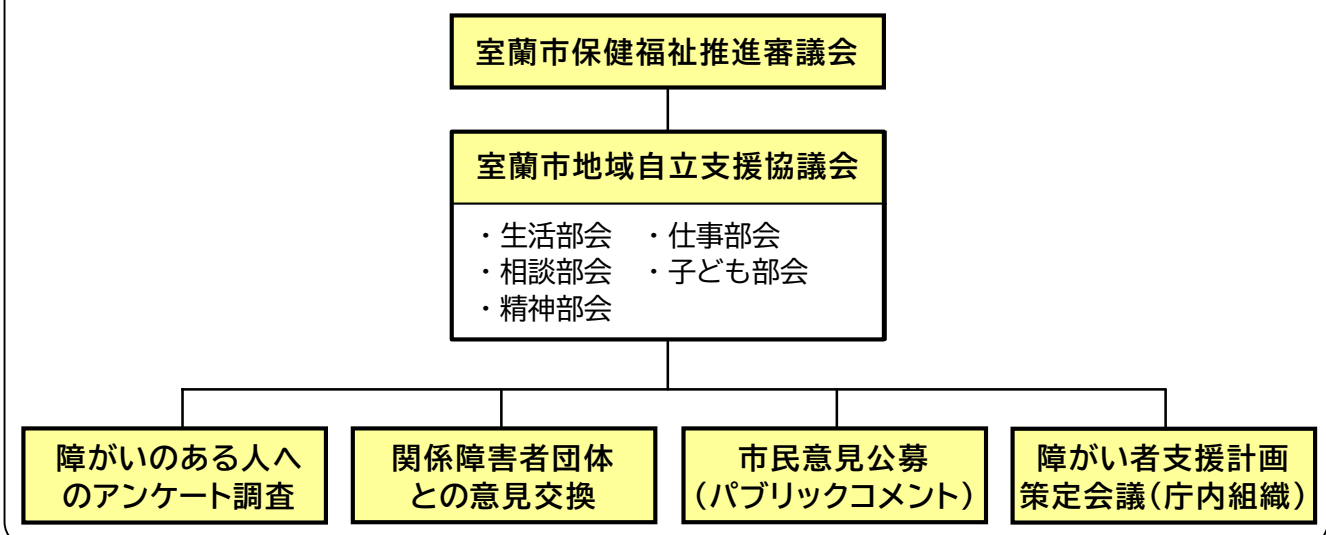 室蘭市保健福祉推進審議会
室蘭市地域自立支援協議会
・生活部会　・仕事部会
・相談部会　・子ども部会
・精神部会
障がいのある人へ
のアンケート調査
関係障害者団体
との意見交換
市民意見公募
（パブリックコメント）
障がい者支援計画
策定会議（庁内組織）